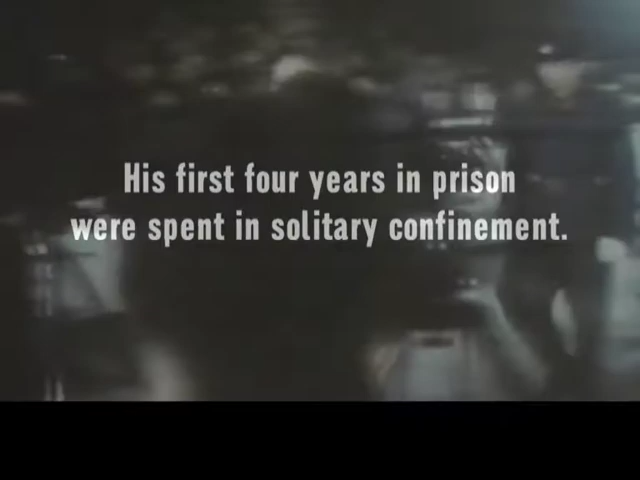 His first four years in prison
were spent in solitary confinement.